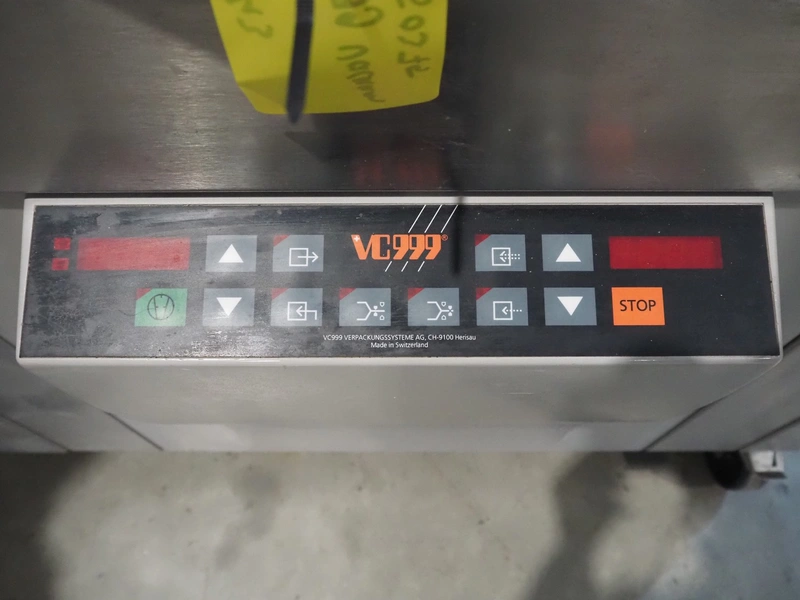 VC999®
STOP
VC999 VERPACKUNGSSYSTEME AG, CH-9100 Herisau
Made in Switzerland